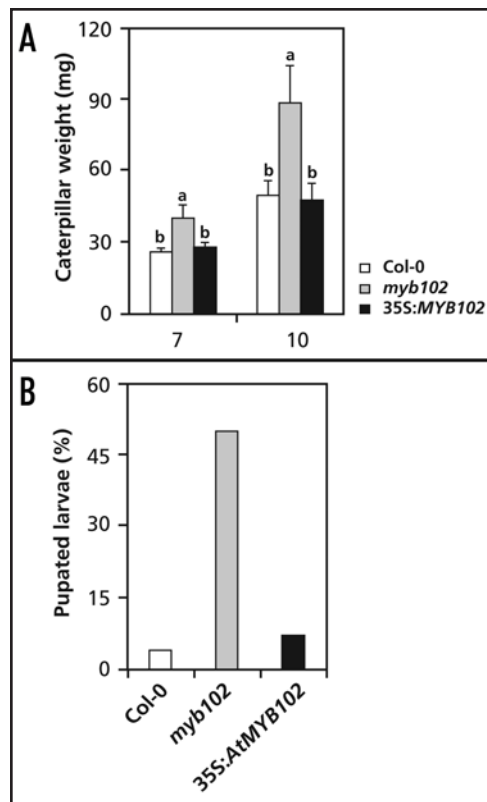 A
Caterpillar weight (mg)
120
90
60
30
0
b
a
b
b
a
b
7
10
Col-0
myb102
35S:MYB102
B
Pupated larvae (%)
60
45
30
15
0
Col-0
myb102
35S:AtMYB102